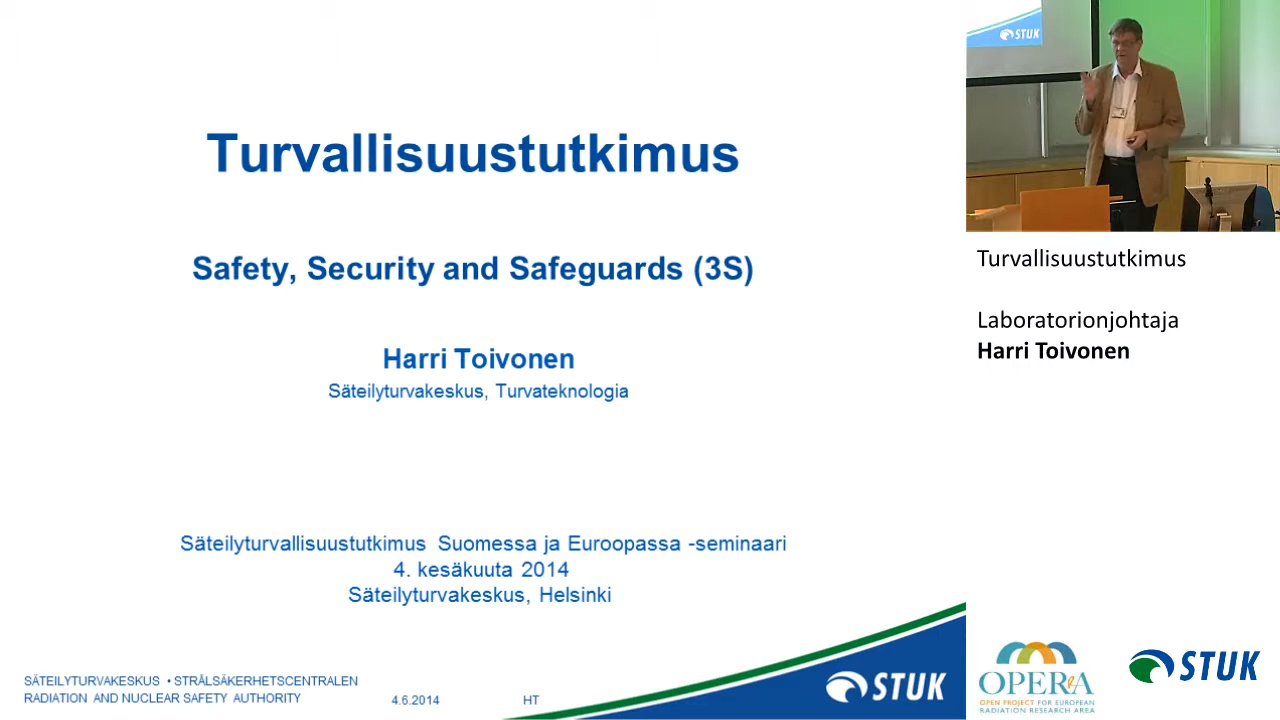 Turvallisuustutkimus
Safety, Security and Safeguards (3S)
Harri Toivonen
Säteilyturvakeskus, Turvateknologia
Säteilyturvallisuustutkimus Suomessa ja Euroopassa -seminaari
4. kesäkuuta 2014
Säteilyturvakeskus, Helsinki
SÄTEILYTURVAKESKUS • STRÅLSÄKERHETSCENTRALEN
RADIATION AND NUCLEAR SAFETY AUTHORITY
4.6.2014
HT
STUK
STUK
Turvallisuustutkimus
Laboratorionjohtaja
Harri Toivonen
OPERRA
OPEN PROJECT FOR EUROPEAN
RADIATION RESEARCH AREA
STUK